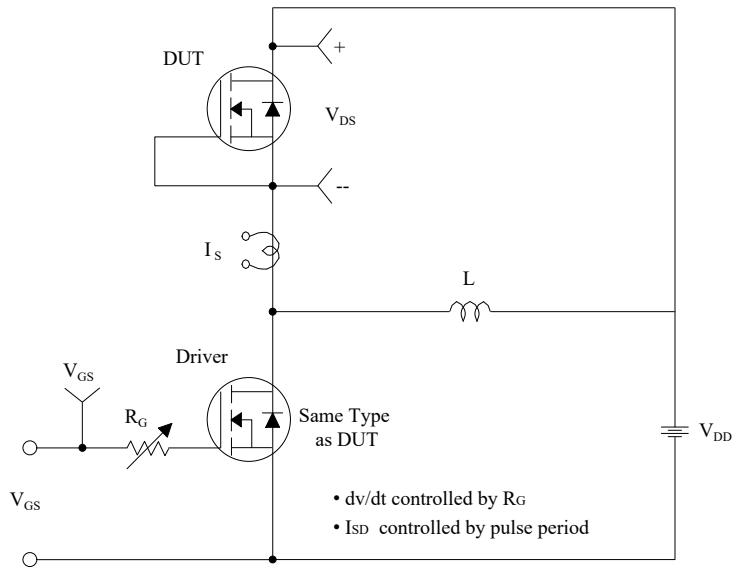 DUT
+
VDS
--
IS
L
Driver
VGS
RG
Same Type
as DUT
VDD
VGS
• dv/dt controlled by RG
• ISD controlled by pulse period